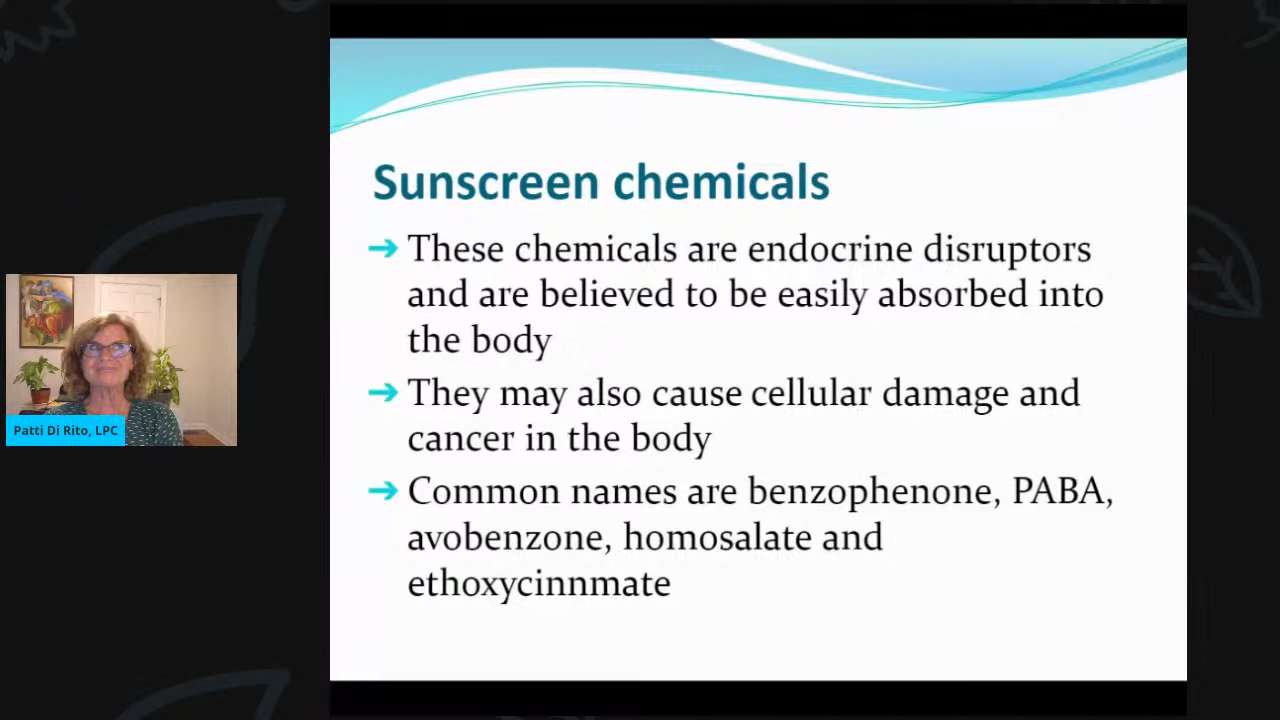 Sunscreen chemicals
➔ These chemicals are endocrine disruptors
and are believed to be easily absorbed into
the body
➔ They may also cause cellular damage and
cancer in the body
➔ Common names are benzophenone, PABA,
avobenzone, homosalate and
ethoxycinnmate
Patti Di Rito, LPC